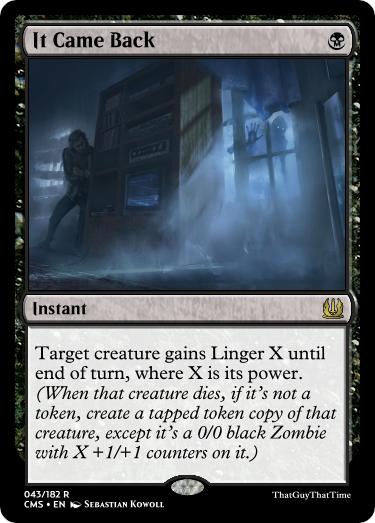 It Came Back
Instant
Target creature gains Linger X until
end of turn, where X is its power.
(When that creature dies, if it's not a
token, create a tapped token copy of that
creature, except it's a 0/0 black Zombie
with X +1/+1 counters on it.)
043/182 R
CMS • EN Sebastian Kowoll
ThatGuyThatTime